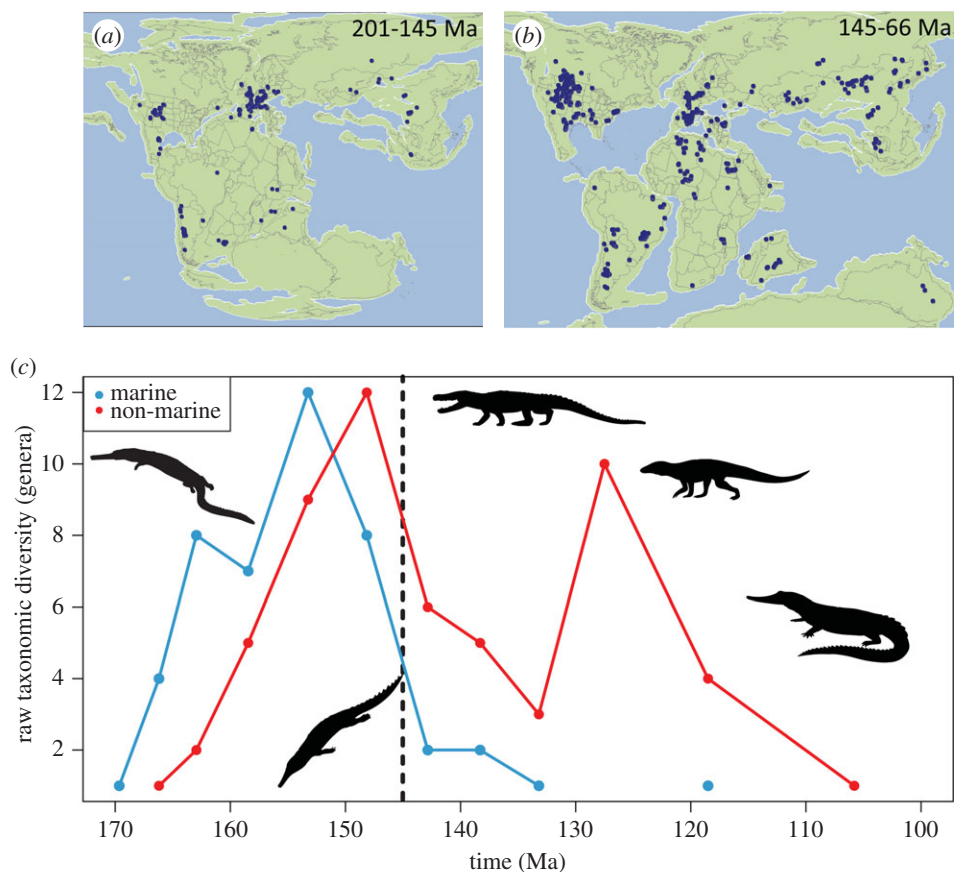 (a)
201-145 Ma
(b)
145-66 Ma
(c)
marine
non-marine
raw taxonomic diversity (genera)
12
10
8
6
4
2
170 160 150 140 130 120 110 100
time (Ma)